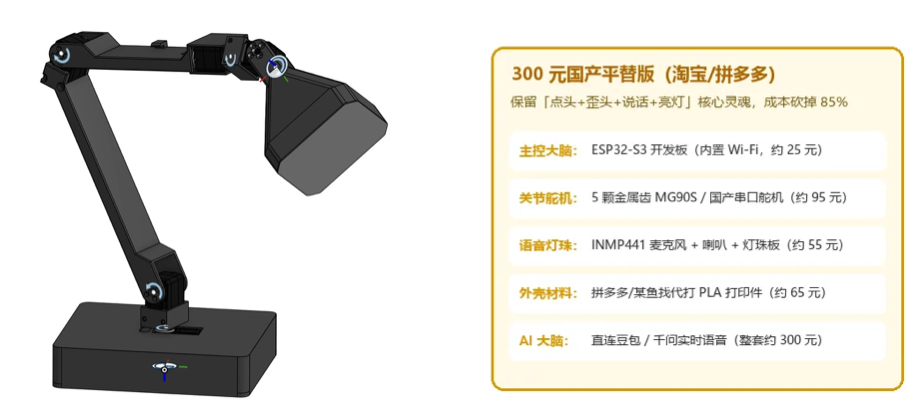 300 元国产平替版（淘宝/拼多多）
保留「点头+歪头+说话+亮灯」核心灵魂，成本砍掉 85%
主控大脑： ESP32-S3 开发板（内置 Wi-Fi，约 25 元）
关节舵机： 5 颗金属齿 MG90S / 国产串口舵机（约 95 元）
语音灯珠： INMP441 麦克风 + 喇叭 + 灯珠板（约 55 元）
外壳材料： 拼多多/某鱼找代打 PLA 打印件（约 65 元）
AI 大脑： 直连豆包 / 千问实时语音（整套约 300 元）